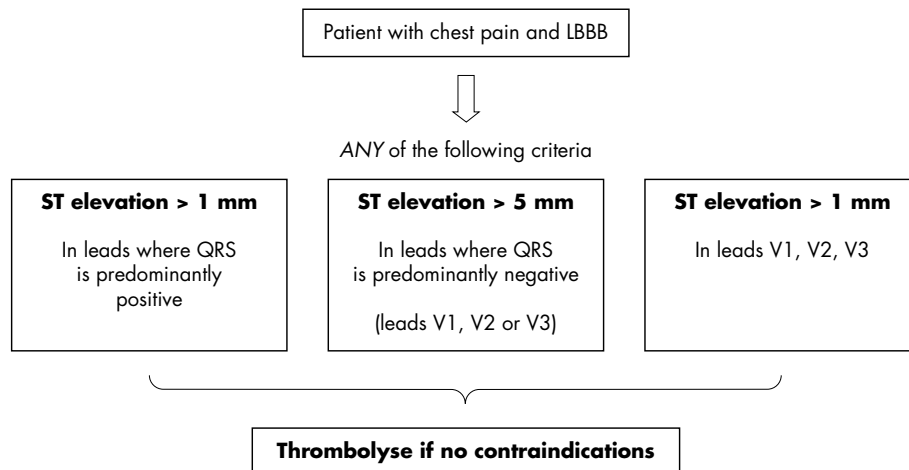 Patient with chest pain and LBBB
ANY of the following criteria
ST elevation > 1 mm
In leads where QRS
is predominantly
positive
ST elevation > 5 mm
In leads where QRS
is predominantly negative
(leads V1, V2 or V3)
ST elevation > 1 mm
In leads V1, V2, V3
Thrombolyse if no contraindications